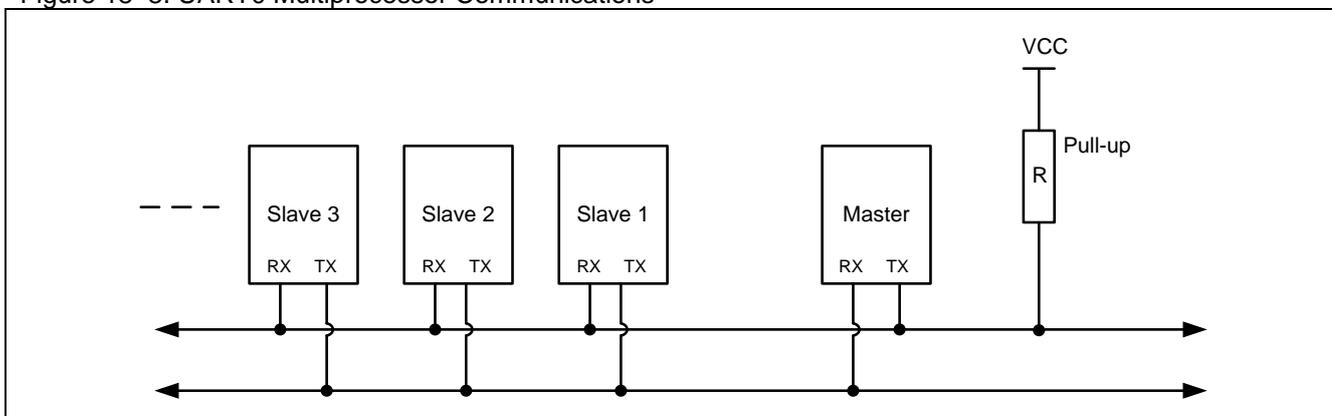 VCC
Pull-up
R
Slave 3 Slave 2 Slave 1 Master
RX TX RX TX RX TX RX TX